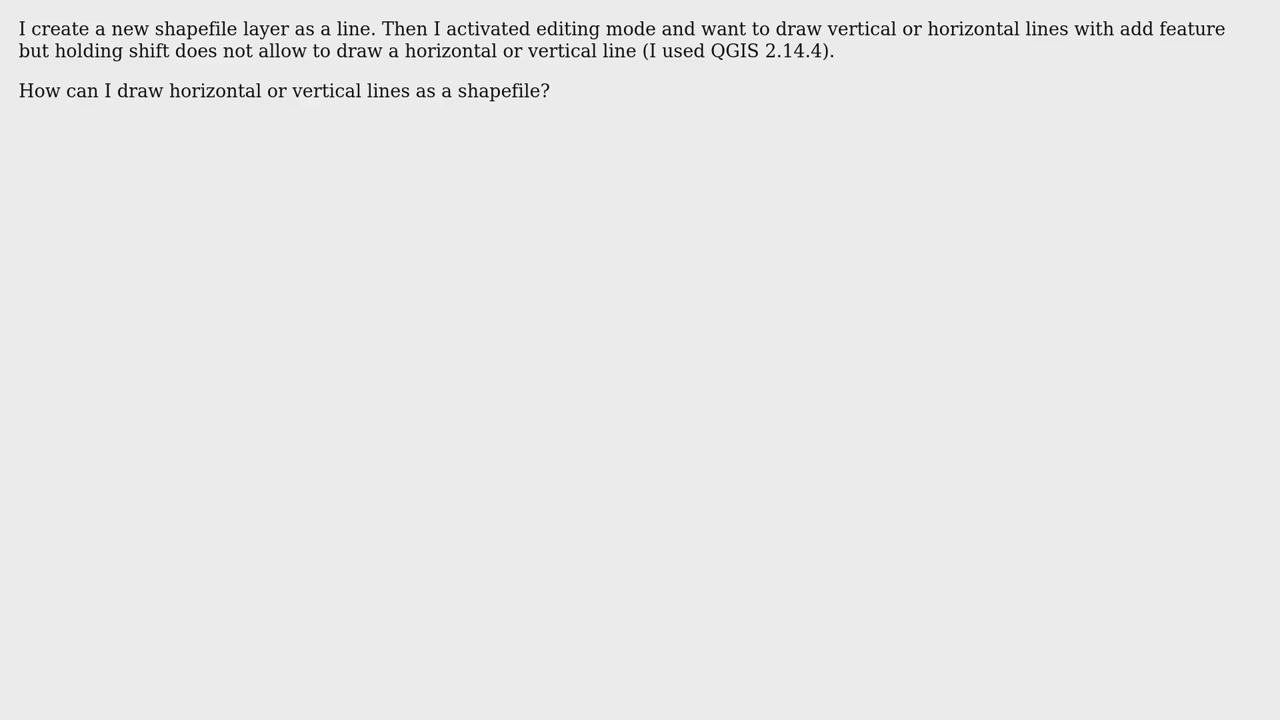 I create a new shapefile layer as a line. Then I activated editing mode and want to draw vertical or horizontal lines with add feature
but holding shift does not allow to draw a horizontal or vertical line (I used QGIS 2.14.4).
How can I draw horizontal or vertical lines as a shapefile?